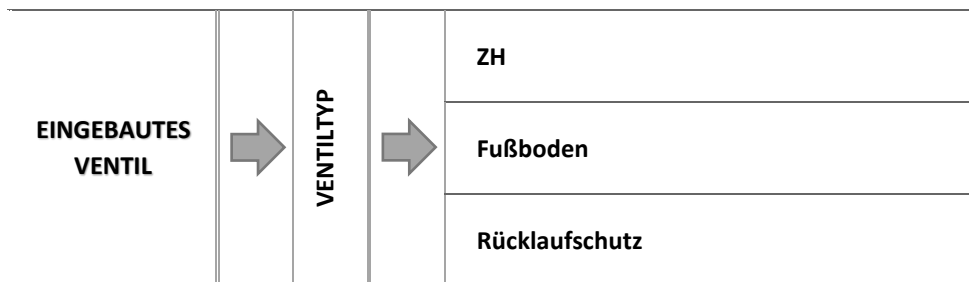 EINGEBAUTES
VENTIL
VENTILTYP
ZH
Fußboden
Rücklaufschutz